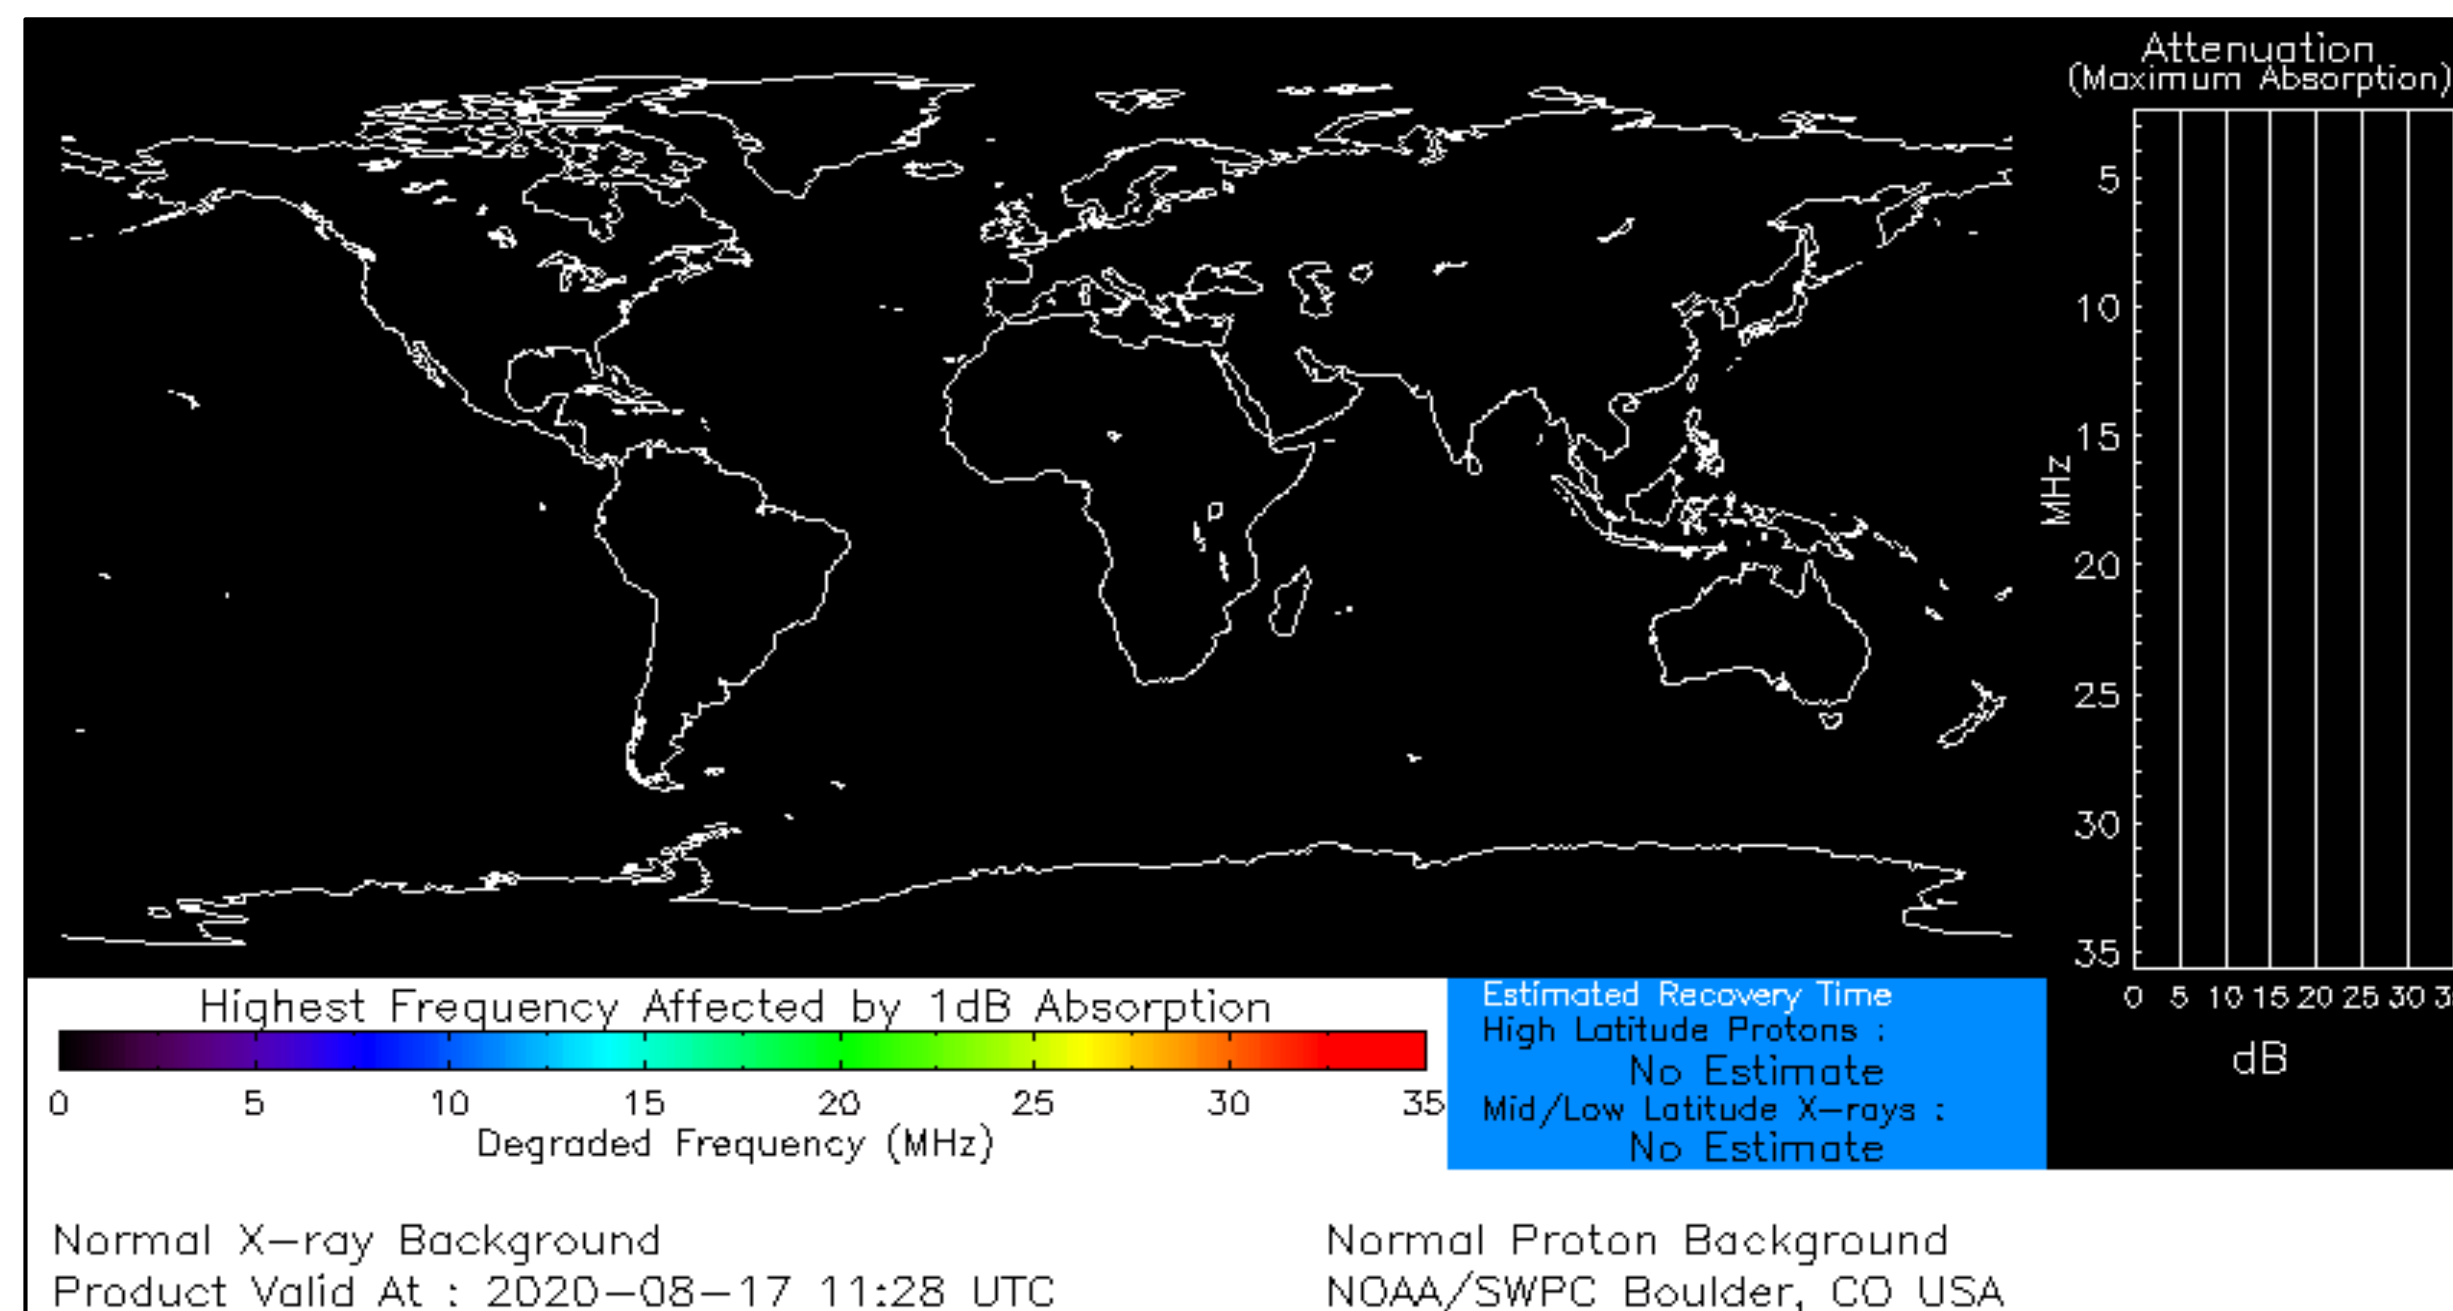 Attenuation
(Maximum Absorption)
5
10
15
20
25
30
35
MHz
0 5 10 15 20 25 30
dB
Highest Frequency Affected by 1dB Absorption
0 5 10 15 20 25 30 35
Degraded Frequency (MHz)
Estimated Recovery Time
High Latitude Protons :
No Estimate
Mid/Low Latitude X-rays :
No Estimate
Normal X-ray Background
Normal Proton Background
Product Valid At : 2020-08-17 11:28 UTC
NOAA/SWPC Boulder, CO USA